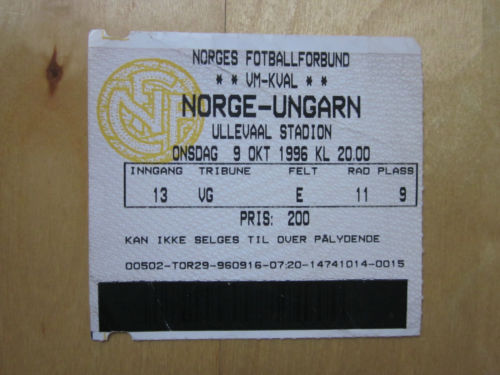 NORGES FOTBALLFORBUND
** VM-KVAL **
NORGE-UNGARN
ULLEVAAL STADION
ONSDAG 9 OKT 1996 KL 20.00
INNGANG TRIBUNE FELT RAD PLASS
13 VG E 11 9
PRIS: 200
KAN IKKE SELGES TIL OVER PÅLYDENDE
00502-TOR29-960916-07:20-14741014-0015